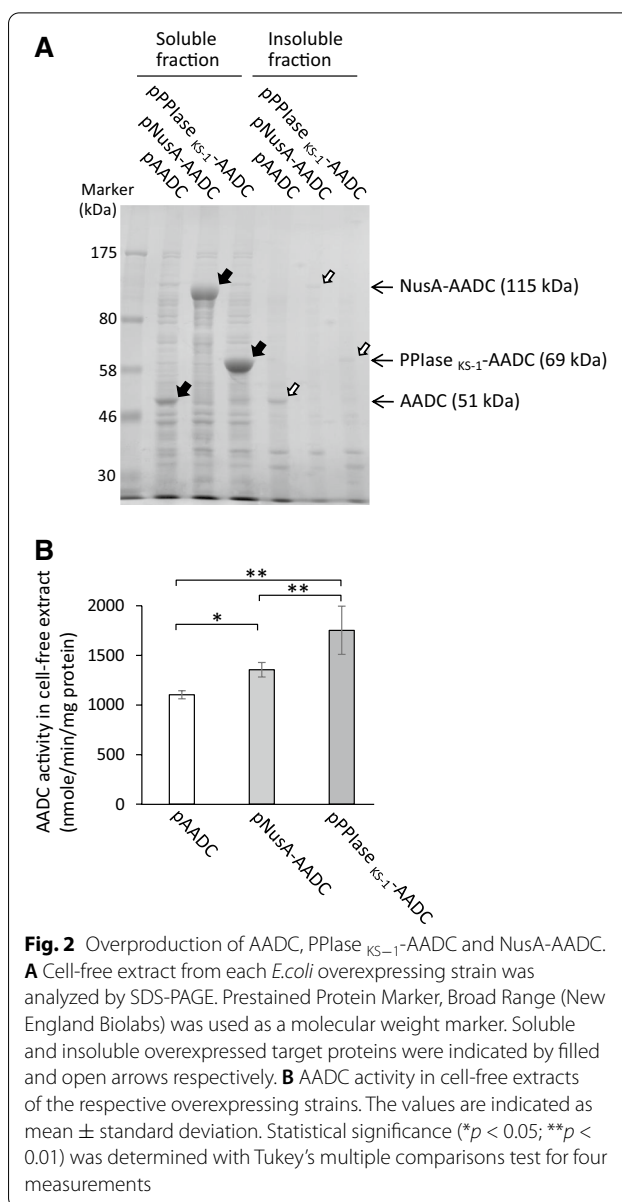 A
Soluble fraction
Insoluble fraction
pPPIase KS-1-AADC
pNusA-AADC
pAADC
pPPIase KS-1-AADC
pNusA-AADC
pAADC
Marker
(kDa)
175
80
58
46
30
NusA-AADC (115 kDa)
PPIase KS-1-AADC (69 kDa)
AADC (51 kDa)
B
AADC activity in cell-free extract
(nmole/min/mg protein)
2000
1500
1000
500
0
**
*
**
pAADC
pNusA-AADC
pPPIase KS-1-AADC
Fig. 2 Overproduction of AADC, PPIase KS−1-AADC and NusA-AADC.
A Cell-free extract from each E.coli overexpressing strain was
analyzed by SDS-PAGE. Prestained Protein Marker, Broad Range (New
England Biolabs) was used as a molecular weight marker. Soluble
and insoluble overexpressed target proteins were indicated by filled
and open arrows respectively. B AADC activity in cell-free extracts
of the respective overexpressing strains. The values are indicated as
mean ± standard deviation. Statistical significance (*p < 0.05; **p <
0.01) was determined with Tukey's multiple comparisons test for four
measurements